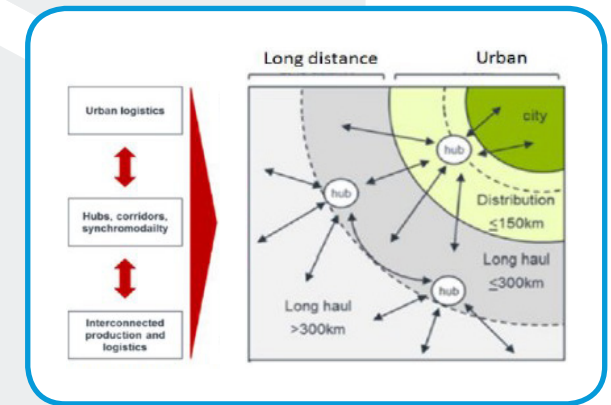 Long distance
Urban
Urban logistics
Hubs, corridors,
synchromodailty
Interconnected
production and
logistics
city
hub
Distribution
≤150km
hub
Long haul
≤300km
hub
Long haul
>300km